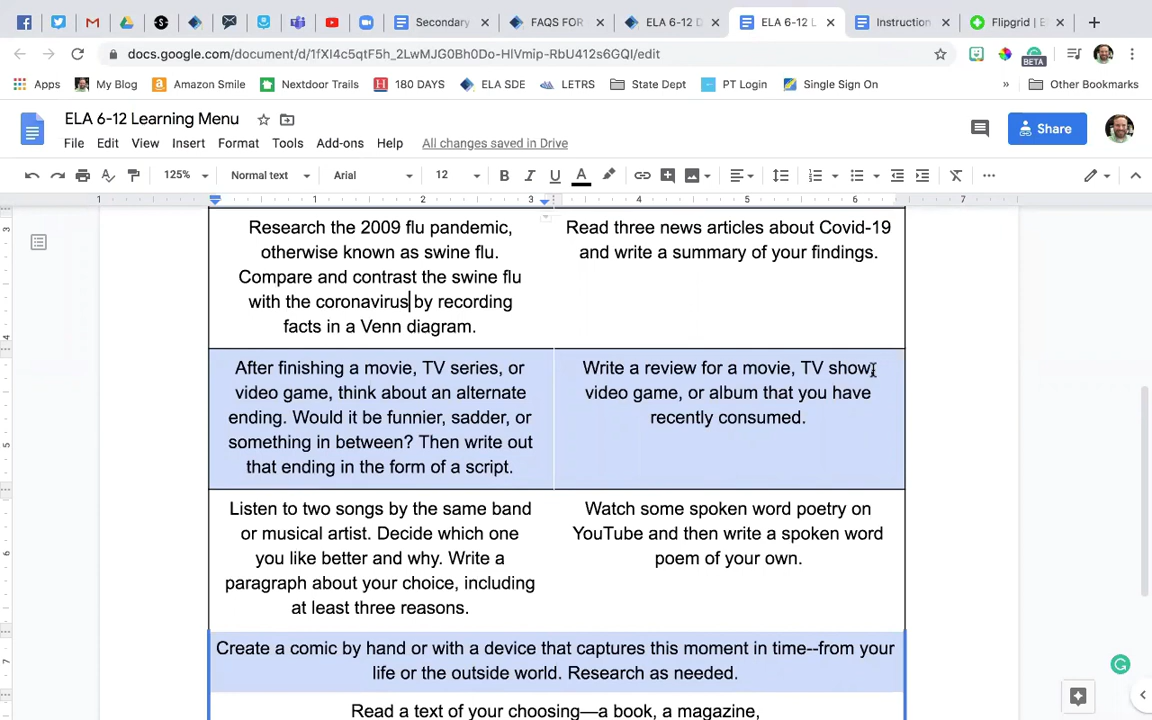 Secondary
FAQS FOR
ELA 6-12 D
ELA 6-12 L
Instruction
Flipgrid | E
docs.google.com/document/d/1fXI4c5qtF5h_2LwMJG0Bh0Do-HlVmip-RbU412s6GQI/edit
BETA
Apps
My Blog
Amazon Smile
Nextdoor Trails
180 DAYS
ELA SDE
LETRS
State Dept
PT Login
Single Sign On
»
Other Bookmarks
ELA 6-12 Learning Menu
Share
File Edit View Insert Format Tools Add-ons Help All changes saved in Drive
125% Normal text Arial 12 B I U A
1 1 2 3 4 5 6 7
Research the 2009 flu pandemic,
otherwise known as swine flu.
Compare and contrast the swine flu
with the coronavirus by recording
facts in a Venn diagram.
Read three news articles about Covid-19
and write a summary of your findings.
After finishing a movie, TV series, or
video game, think about an alternate
ending. Would it be funnier, sadder, or
something in between? Then write out
that ending in the form of a script.
Write a review for a movie, TV show,
video game, or album that you have
recently consumed.
Listen to two songs by the same band
or musical artist. Decide which one
you like better and why. Write a
paragraph about your choice, including
at least three reasons.
Watch some spoken word poetry on
YouTube and then write a spoken word
poem of your own.
Create a comic by hand or with a device that captures this moment in time--from your
life or the outside world. Research as needed.
Read a text of your choosing—a book, a magazine,